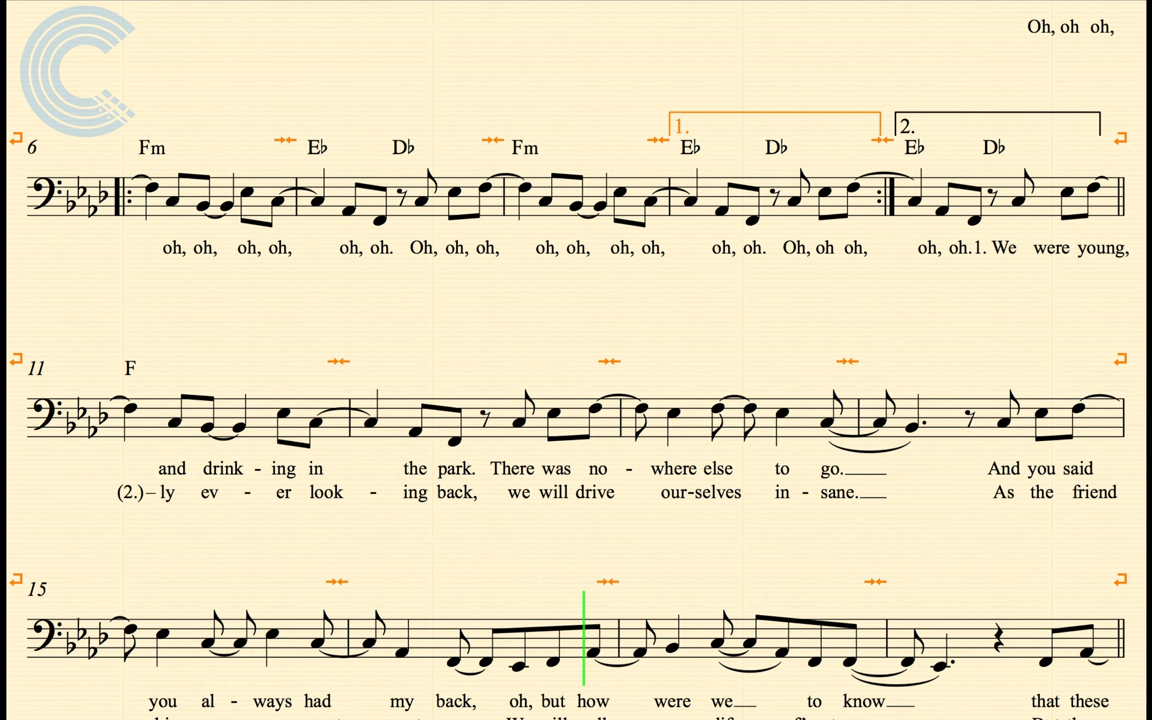 Oh, oh oh,
1. 2.
6 Fm E♭ D♭ Fm E♭ D♭ E♭ D♭
oh, oh, oh, oh, oh, oh. Oh, oh, oh, oh, oh, oh, oh, oh, oh. Oh, oh oh, oh, oh.1. We were young,
11 F
and drink - ing in the park. There was no - where else to go. And you said
(2.)– ly ev - er look - ing back, we will drive our-selves in - sane. As the friend
15
you al - ways had my back, oh, but how were we to know that these